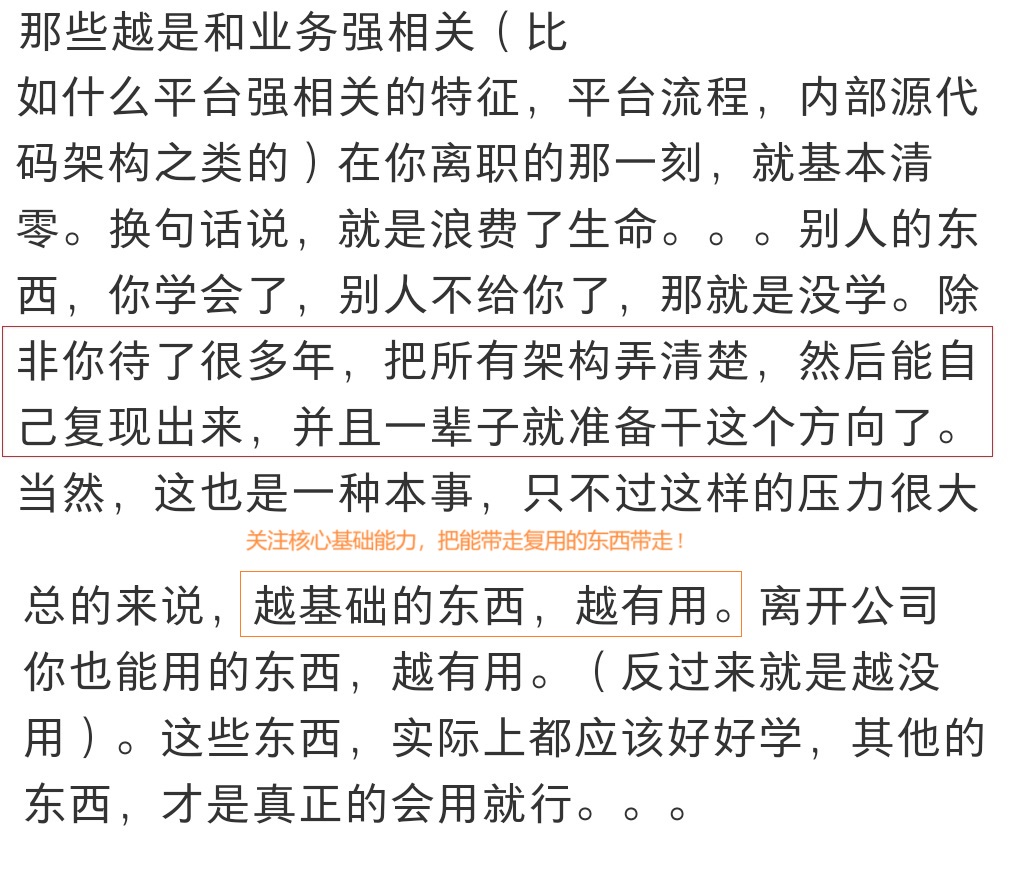 那些越是和业务强相关（比
如什么平台强相关的特征，平台流程，内部源代
码架构之类的）在你离职的那一刻，就基本清
零。换句话说，就是浪费了生命。。。别人的东
西，你学会了，别人不给你了，那就是没学。除
非你待了很多年，把所有架构弄清楚，然后能自
己复现出来，并且一辈子就准备干这个方向了。
当然，这也是一种本事，只不过这样的压力很大
关注核心基础能力，把能带走复用的东西带走！
总的来说，越基础的东西，越有用。离开公司
你也能用的东西，越有用。（反过来就是越没
用）。这些东西，实际上都应该好好学，其他的
东西，才是真正的会用就行。。。